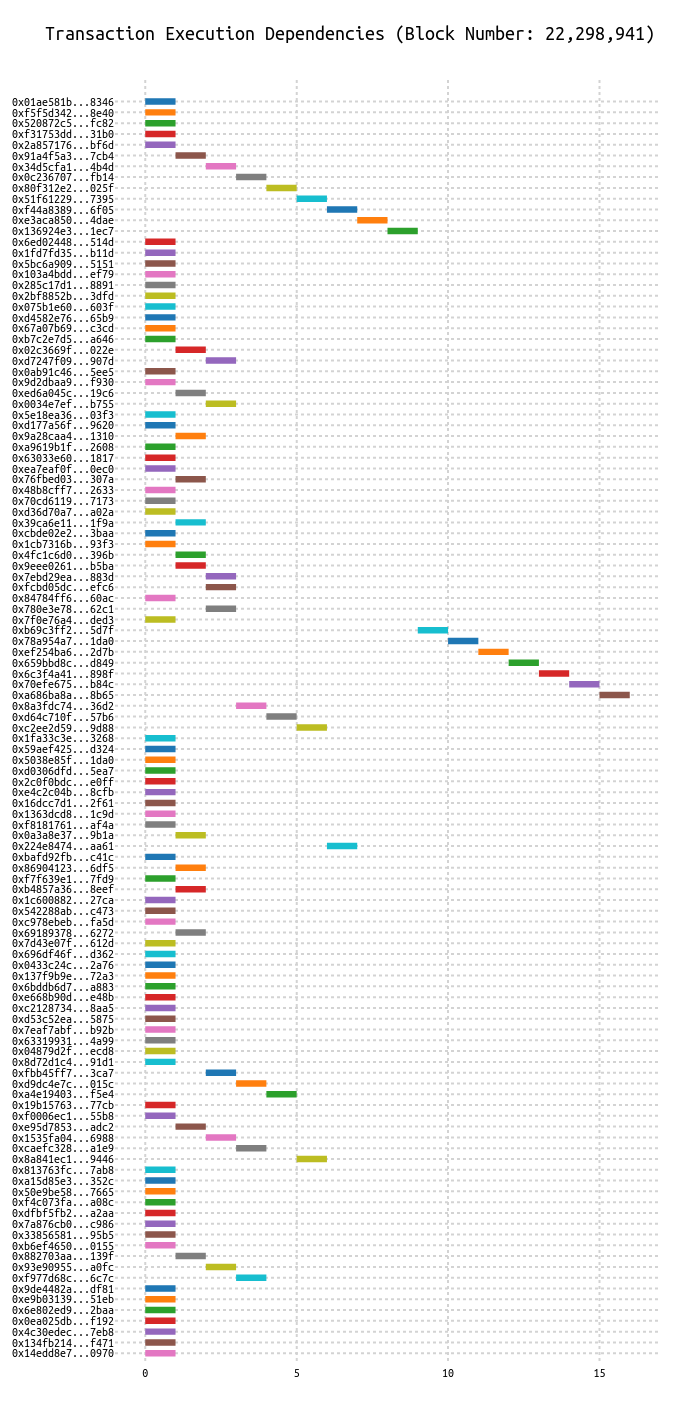 Transaction Execution Dependencies (Block Number: 22,298,941)
0x01ae581b...8346
0xf5f5d342...8e40
0x520872c5...fc82
0xf31753dd...31b0
0x2a857176...bf6d
0x91a4f5a3...7cb4
0x34d5cfa1...4b4d
0x0c236707...fb14
0x80f312e2...025f
0x51f61229...7395
0xf44a8389...6f05
0xe3aca850...4dae
0x136924e3...1ec7
0x6ed02448...514d
0x1fd7fd35...b11d
0x5bc6a909...5151
0x103a4bdd...ef79
0x285c17d1...8891
0x2bf8852b...3dfd
0x075b1e60...603f
0xd4582e76...65b9
0x67a07b69...c3cd
0xb7c2e7d5...a646
0x02c3669f...022e
0xd7247f09...907d
0x0ab91c46...5ee5
0x9d2dbaa9...f930
0xed6a045c...19c6
0x0034e7ef...b755
0x5e18ea36...03f3
0xd177a56f...9620
0x9a28caa4...1310
0xa9619b1f...2608
0x63033e60...1817
0xea7eaf0f...0ec0
0x76fbed03...307a
0x48b8cff7...2633
0x70cd6119...7173
0xd36d70a7...a02a
0x39ca6e11...1f9a
0xcbde02e2...3baa
0x1cb7316b...93f3
0x4fc1c6d0...396b
0x9eee0261...b5ba
0x7ebd29ea...883d
0xfcbd05dc...efc6
0x84784ff6...60ac
0x780e3e78...62c1
0x7f0e76a4...ded3
0xb69c3ff2...5d7f
0x78a954a7...1da0
0xef254ba6...2d7b
0x659bbd8c...d849
0x6c3f4a41...898f
0x70efe675...b84c
0xa686ba8a...8b65
0x8a3fdc74...36d2
0xd64c710f...57b6
0xc2ee2d59...9d88
0x1fa33c3e...3268
0x59aef425...d324
0x5038e85f...1da0
0xd0306dfd...5ea7
0x2c0f0bdc...e0ff
0xe4c2c04b...8cfb
0x16dcc7d1...2f61
0x1363dcd8...1c9d
0xf8181761...af4a
0x0a3a8e37...9b1a
0x224e8474...aa61
0xbafd92fb...c41c
0x86904123...6df5
0xf7f639e1...7fd9
0xb4857a36...8eef
0x1c600882...27ca
0x542288ab...c473
0xc978ebeb...fa5d
0x69189378...6272
0x7d43e07f...612d
0x696df46f...d362
0x0433c24c...2a76
0x137f9b9e...72a3
0x6bddb6d7...a883
0xe668b90d...e48b
0xc2128734...8aa5
0xd53c52ea...5875
0x7eaf7abf...b92b
0x63319931...4a99
0x04879d2f...ecd8
0x8d72d1c4...91d1
0xfbb45ff7...3ca7
0xd9dc4e7c...015c
0xa4e19403...f5e4
0x19b15763...77cb
0xf0006ec1...55b8
0xe95d7853...adc2
0x1535fa04...6988
0xcaefc328...a1e9
0x8a841ec1...9446
0x813763fc...7ab8
0xa15d85e3...352c
0x50e9be58...7665
0xf4c073fa...a08c
0xdfbf5fb2...a2aa
0x7a876cb0...c986
0x33856581...95b5
0xb6ef4650...0155
0x882703aa...139f
0x93e90955...a0fc
0xf977d68c...6c7c
0x9de4482a...df81
0xe9b03139...51eb
0x6e802ed9...2baa
0x0ea025db...f192
0x4c30edec...7eb8
0x134fb214...f471
0x14edd8e7...0970
0 5 10 15